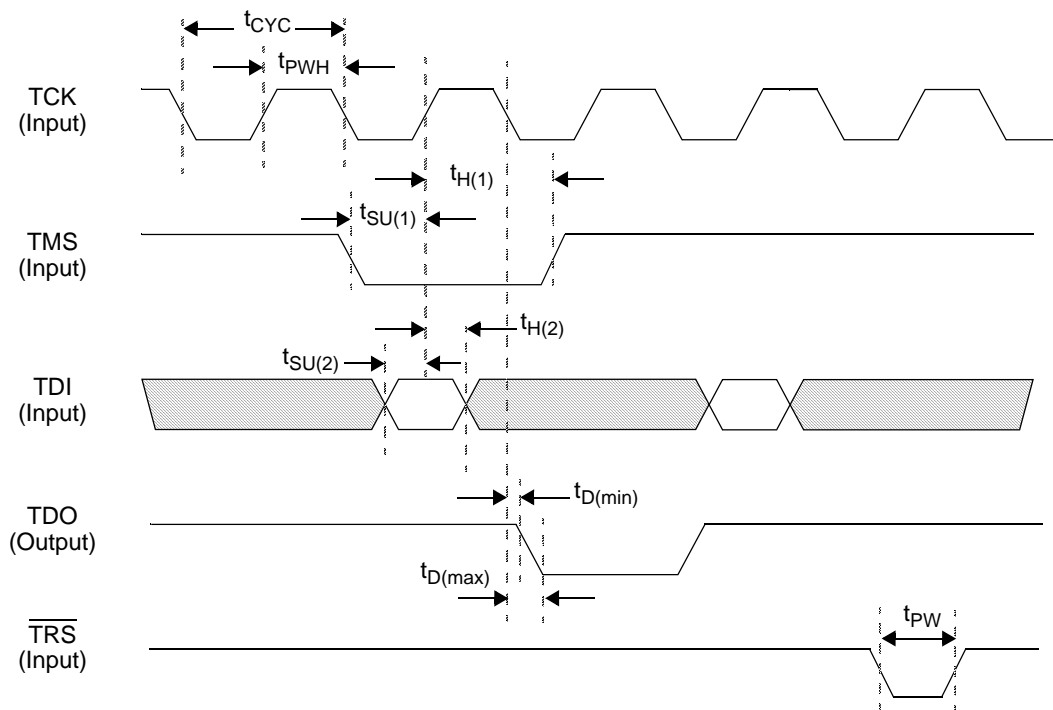 tCYC
tPWH
TCK
(Input)
tH(1)
tSU(1)
TMS
(Input)
tH(2)
tSU(2)
TDI
(Input)
tD(min)
TDO
(Output)
tD(max)
tPW
TRS
(Input)